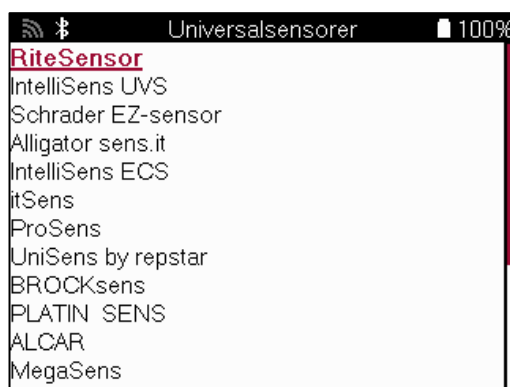 Universalsensorer 100%
RiteSensor
IntelliSens UVS
Schrader EZ-sensor
Alligator sens.it
IntelliSens ECS
itSens
ProSens
UniSens by repstar
BROCKsens
PLATIN SENS
ALCAR
MegaSens